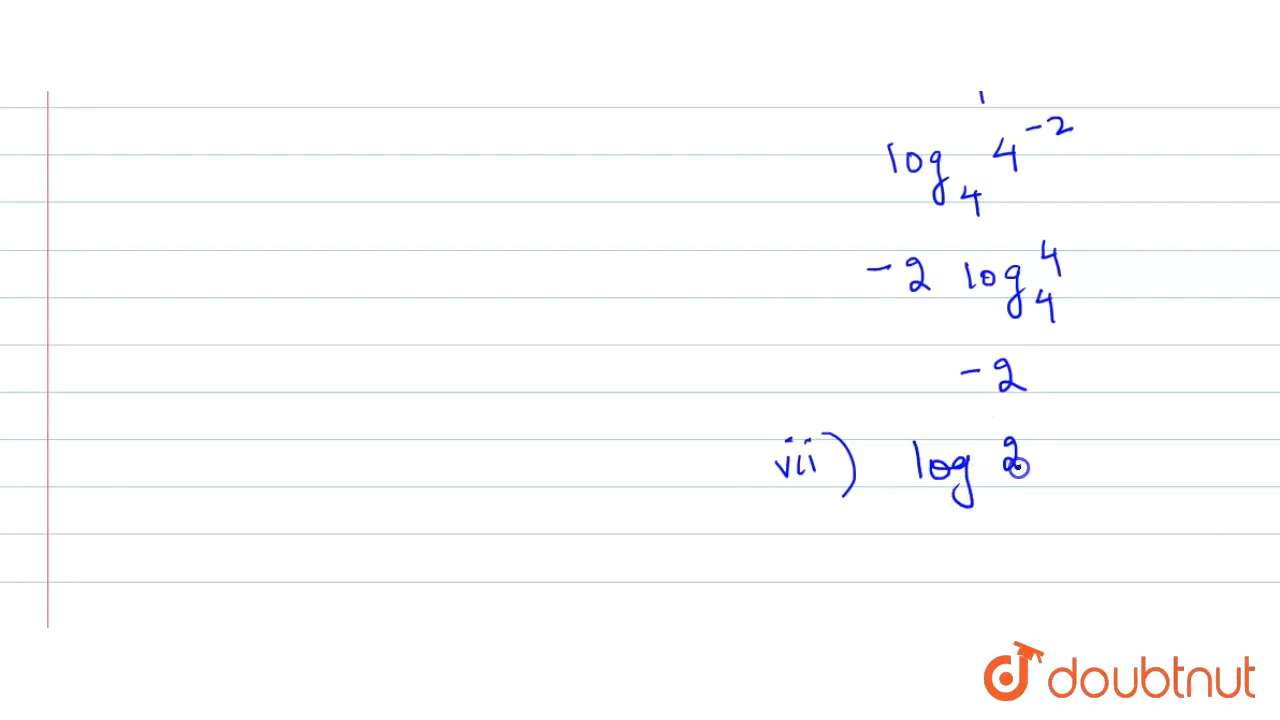 log₄ 4⁻²
-2 log₄ 4
-2
vii) log 2
doubtnut